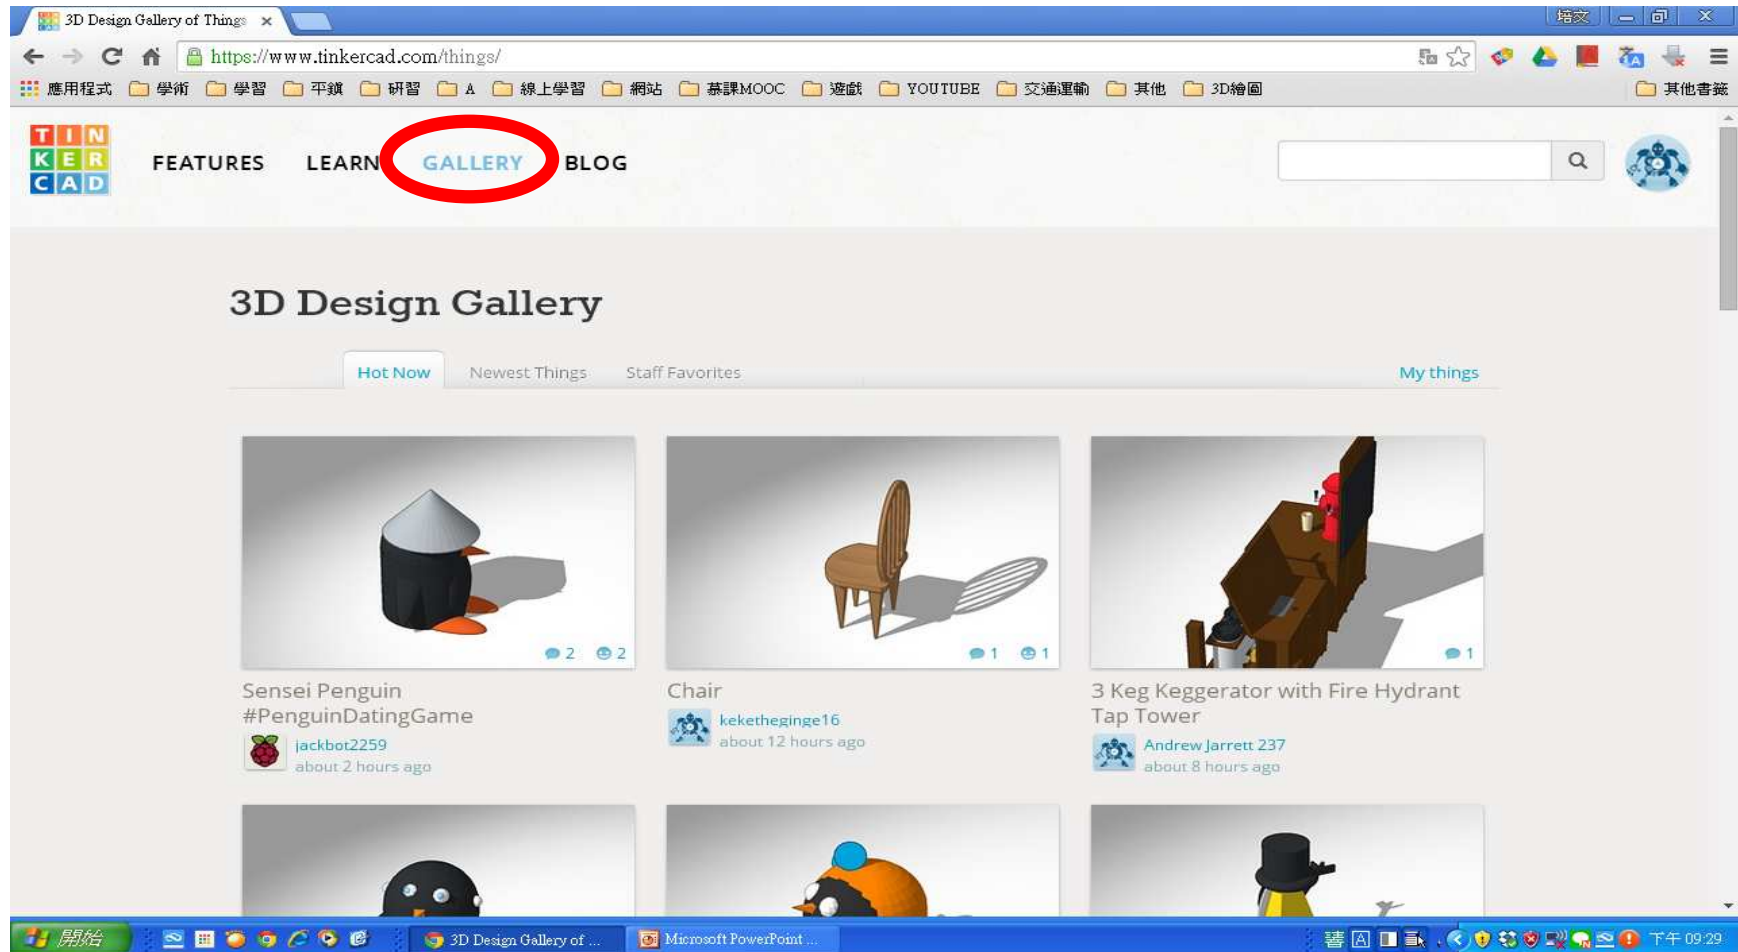 3D Design Gallery of Things
培文
https://www.tinkercad.com/things/
應用程式 學術 學習 平鎮 研習 A 線上學習 網站 慕課MOOC 遊戲 YOUTUBE 交通運輸 其他 3D繪圖 其他書籤
TIN
KER
CAD
FEATURES LEARN GALLERY BLOG
3D Design Gallery
Hot Now Newest Things Staff Favorites My things
2 2
1 1
1
Sensei Penguin
#PenguinDatingGame
jackbot2259
about 2 hours ago
Chair
keketheginge16
about 12 hours ago
3 Keg Keggerator with Fire Hydrant
Tap Tower
Andrew Jarrett 237
about 8 hours ago
開始 3D Design Gallery of ... Microsoft PowerPoint ... 下午 09:29